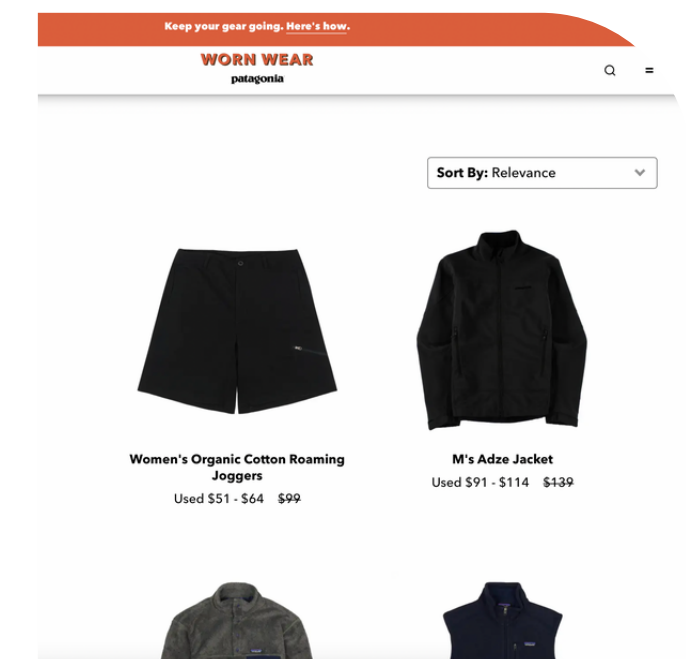 Keep your gear going. Here's how.
WORN WEAR
patagonia
Sort By: Relevance
Women's Organic Cotton Roaming
Joggers
Used $51 - $64 $99
M's Adze Jacket
Used $91 - $114 $139